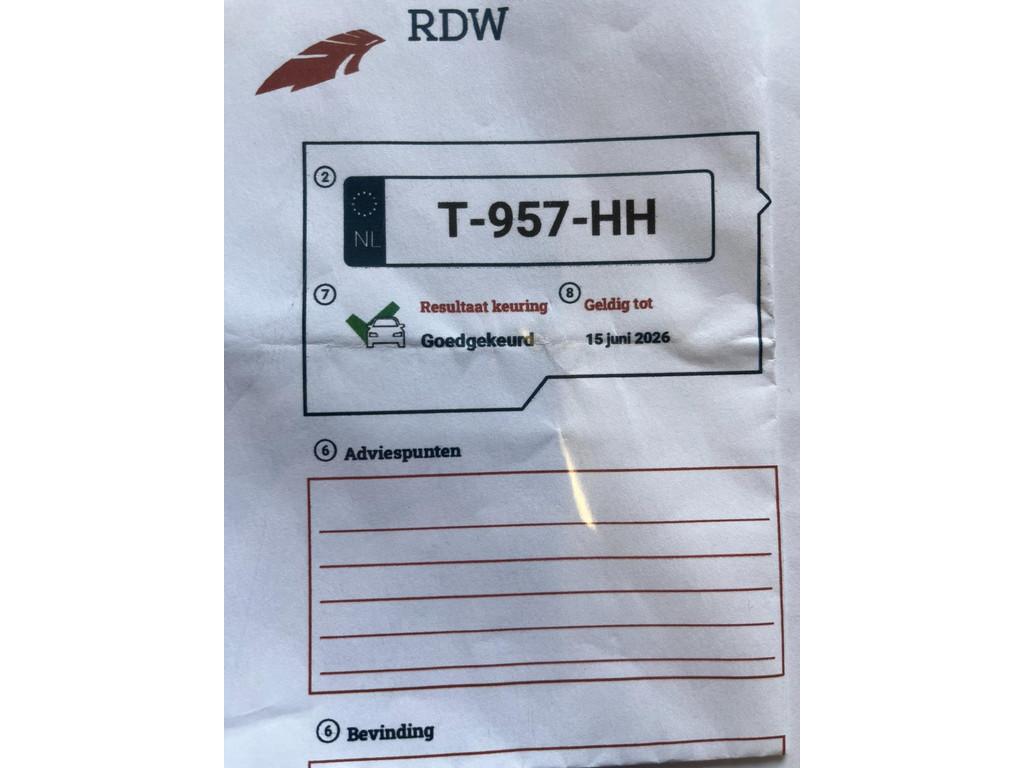 RDW
2
NL T-957-HH
7 Resultaat keuring 8 Geldig tot
Goedgekeurd 15 juni 2026
6 Adviespunten
6 Bevinding